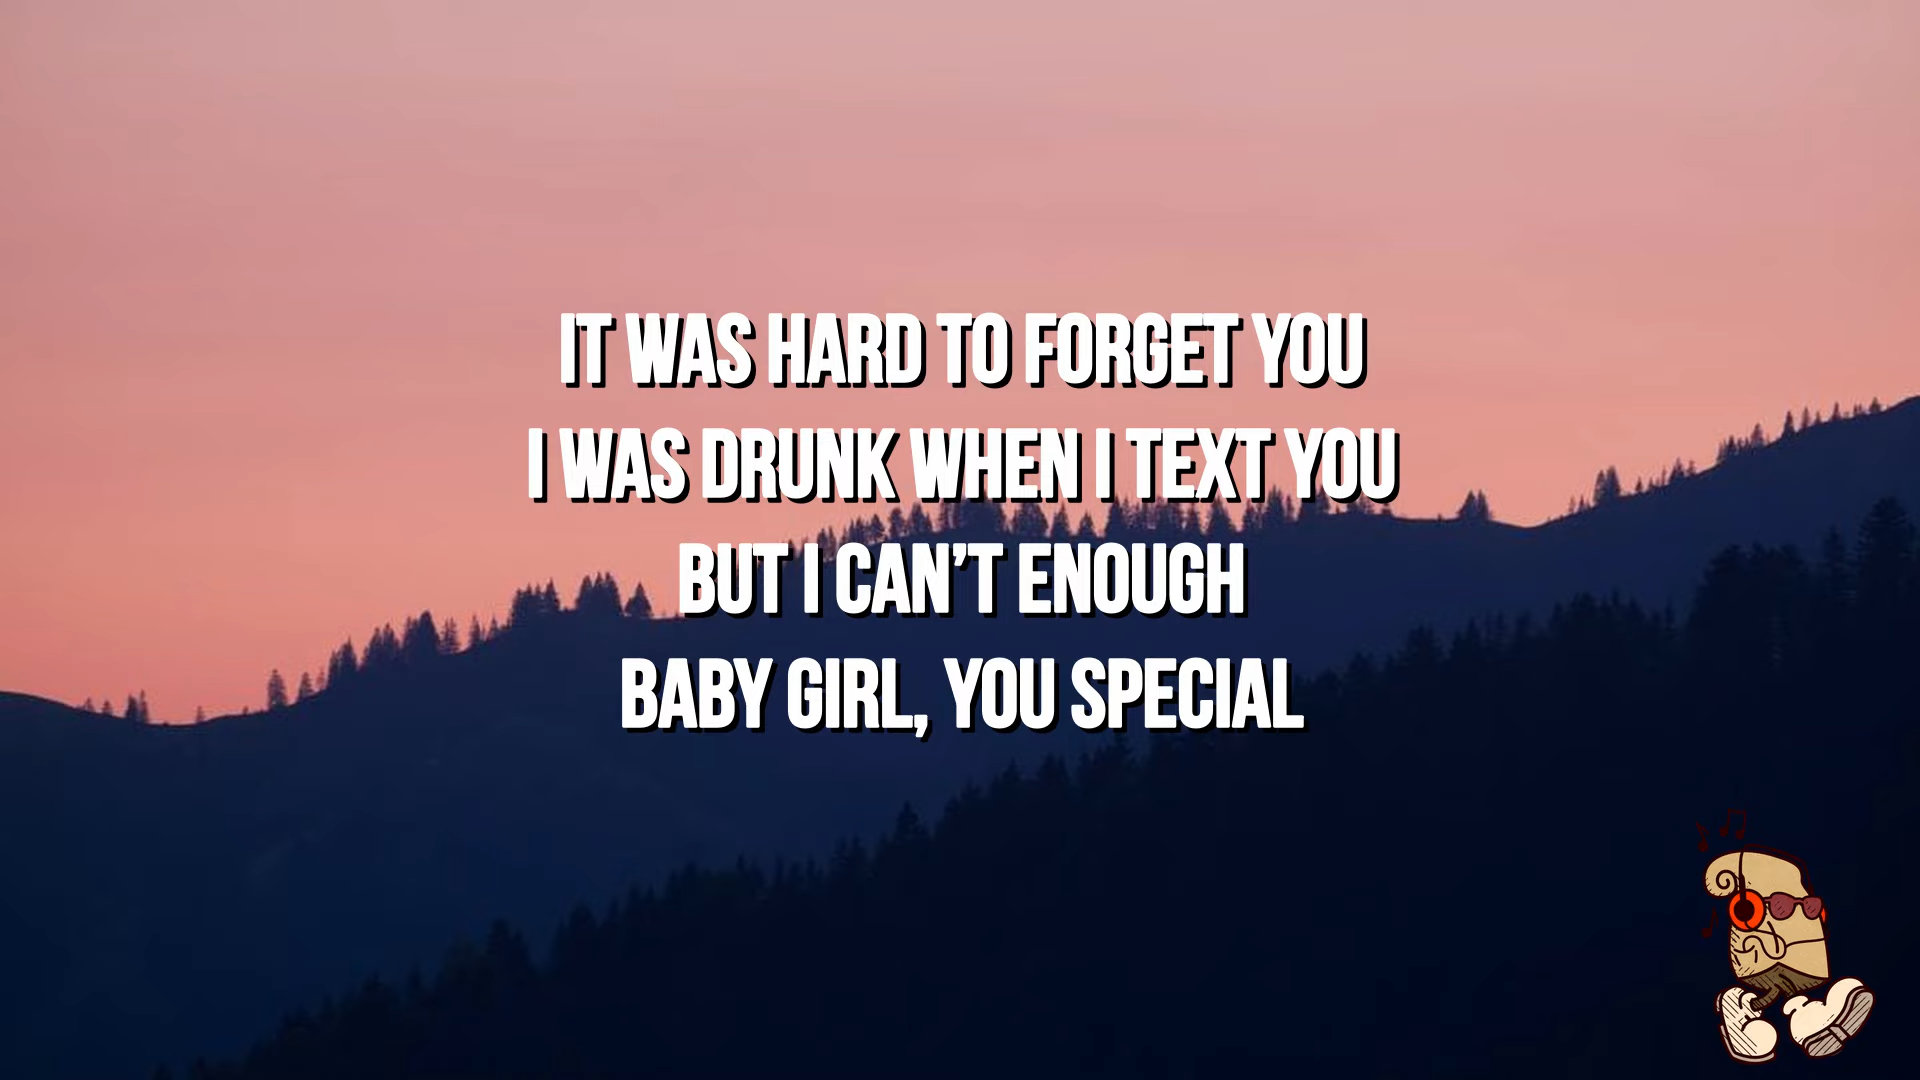 IT WAS HARD TO FORGET YOU
I WAS DRUNK WHEN I TEXT YOU
BUT I CAN’T ENOUGH
BABY GIRL, YOU SPECIAL